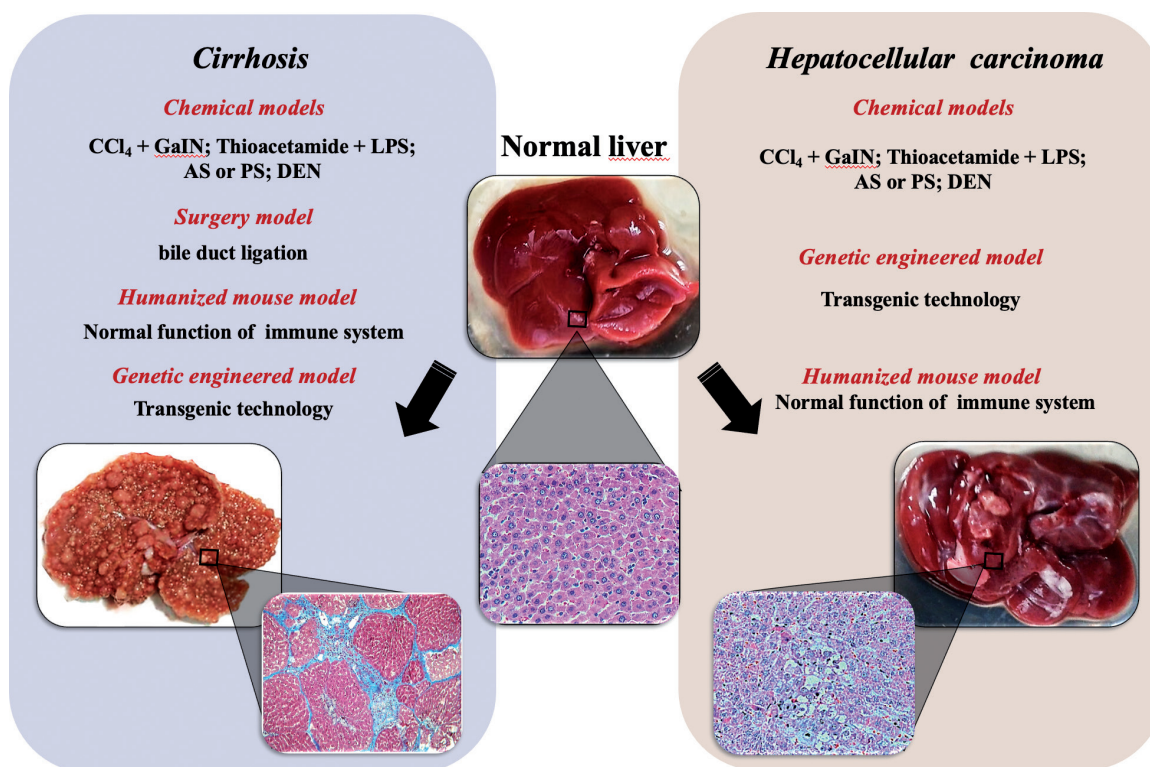 Cirrhosis
Chemical models
CCl₄ + GaIN; Thioacetamide + LPS;
AS or PS; DEN
Surgery model
bile duct ligation
Humanized mouse model
Normal function of immune system
Genetic engineered model
Transgenic technology
Normal liver
Hepatocellular carcinoma
Chemical models
CCl₄ + GaIN; Thioacetamide + LPS;
AS or PS; DEN
Genetic engineered model
Transgenic technology
Humanized mouse model
Normal function of immune system